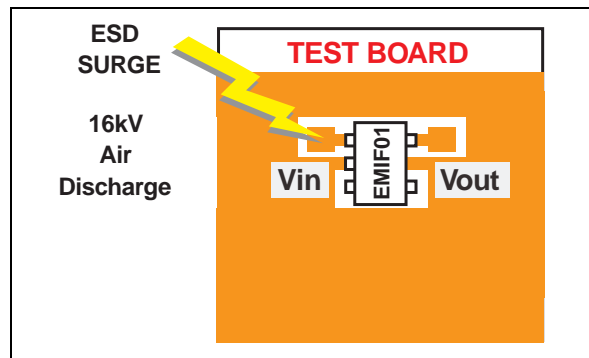 ESD
SURGE
TEST BOARD
16kV
Air
Discharge
Vin
EMIF01
Vout